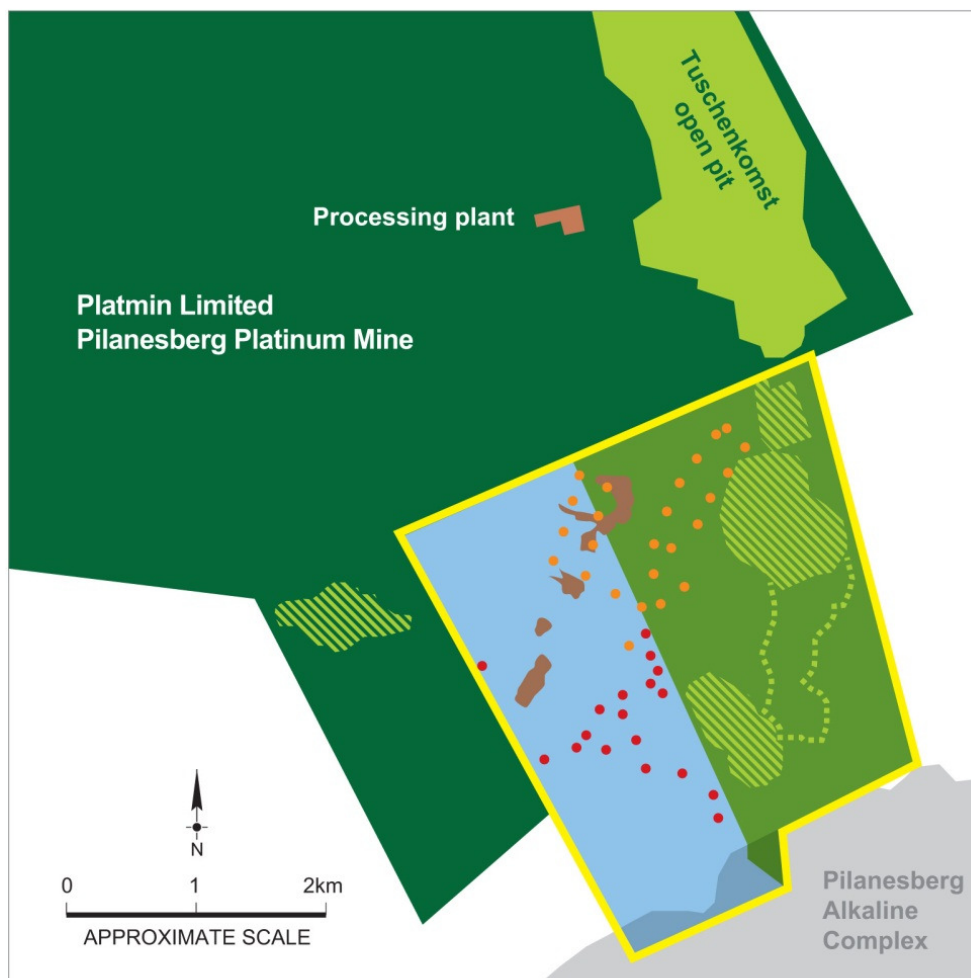 Tuschenkomst
open pit
Processing plant
Platmin Limited
Pilanesberg Platinum Mine
N
0 1 2km
APPROXIMATE SCALE
Pilanesberg
Alkaline
Complex